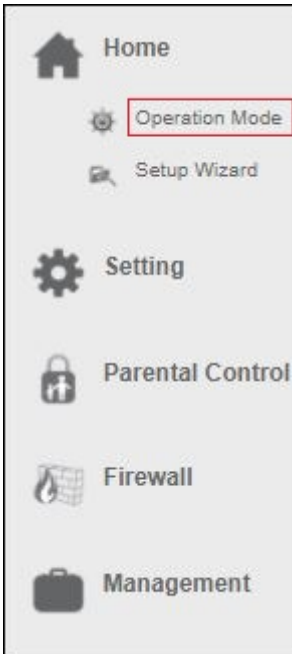 Home
Operation Mode
Setup Wizard
Setting
Parental Control
Firewall
Management